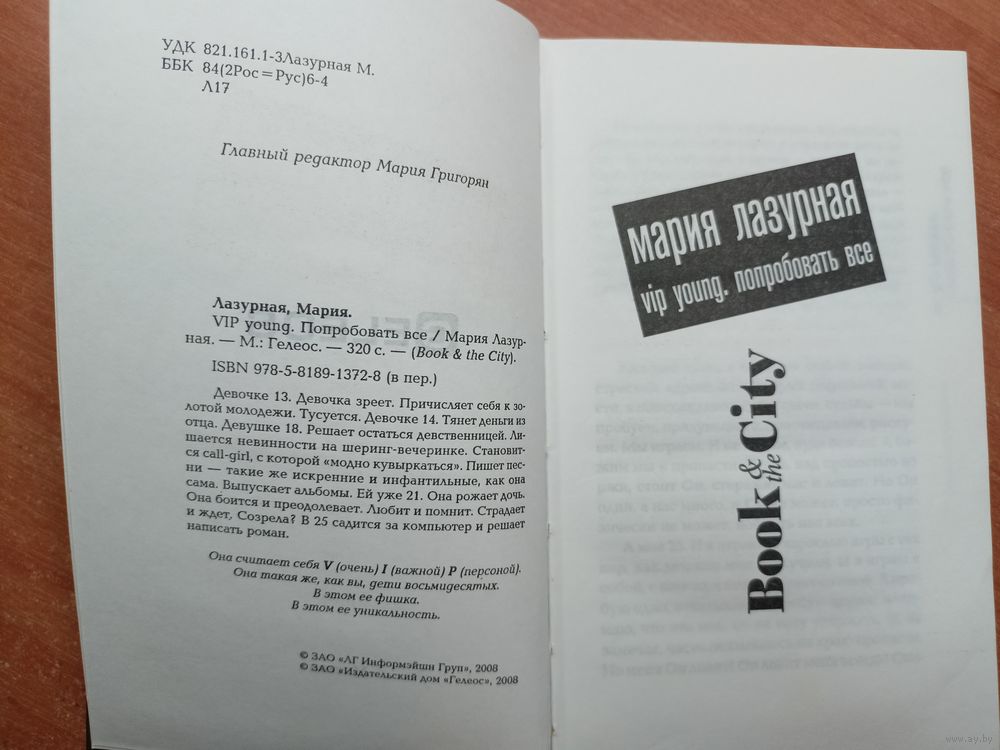 УДК 821.161.1-3Лазурная М.
ББК 84(2Рос=Рус)6-4
Л17
Главный редактор Мария Григорян
Лазурная, Мария.
VIP young. Попробовать все / Мария Лазур-
ная. — М.: Гелеос. — 320 с. — (Book & the City).
ISBN 978-5-8189-1372-8 (в пер.)
Девочке 13. Девочка зреет. Причисляет себя к зо-
лотой молодежи. Тусуется. Девочке 14. Тянет деньги из
отца. Девушке 18. Решает остаться девственницей. Ли-
шается невинности на шеринг-вечеринке. Становит-
ся call-girl, с которой «модно кувыркаться». Пишет пес-
ни — такие же искренние и инфантильные, как она
сама. Выпускает альбомы. Ей уже 21. Она рожает дочь.
Она боится и преодолевает. Любит и помнит. Страдает
и ждет. Созрела? В 25 садится за компьютер и решает
написать роман.
Она считает себя V (очень) I (важной) P (персоной).
Она такая же, как вы, дети восьмидесятых.
В этом ее фишка.
В этом ее уникальность.
© ЗАО «ЛГ Информэйшн Груп», 2008
© ЗАО «Издательский дом «Гелеос», 2008
мария лазурная
vip young. попробовать все
Book & the City
www.ay.by